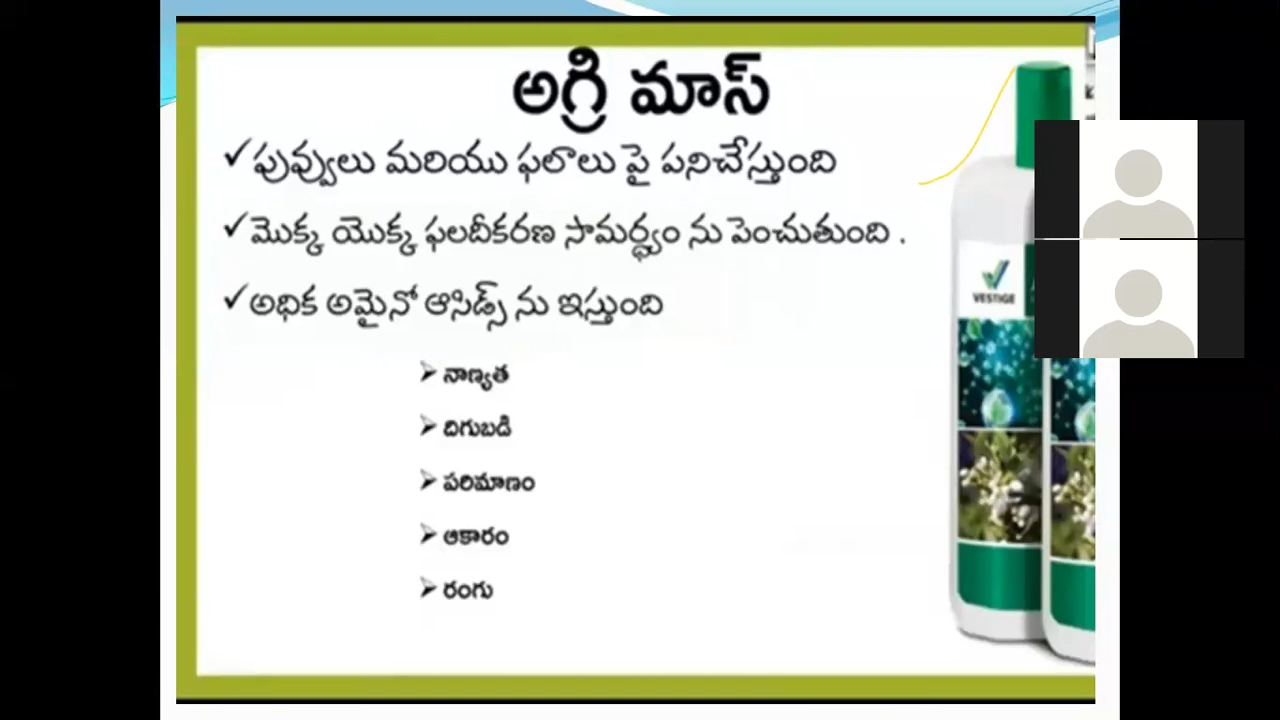 అగ్రి మాస్
✓పువ్వులు మరియు ఫలాలు పై పనిచేస్తుంది
✓మొక్క యొక్క ఫలదీకరణ సామర్ధ్యం ను పెంచుతుంది .
✓అధిక అమైనో ఆసిడ్స్ ను ఇస్తుంది
➢ నాణ్యత
➢ దిగుబడి
➢ పరిమాణం
➢ ఆకారం
➢ రంగు
VESTIGE